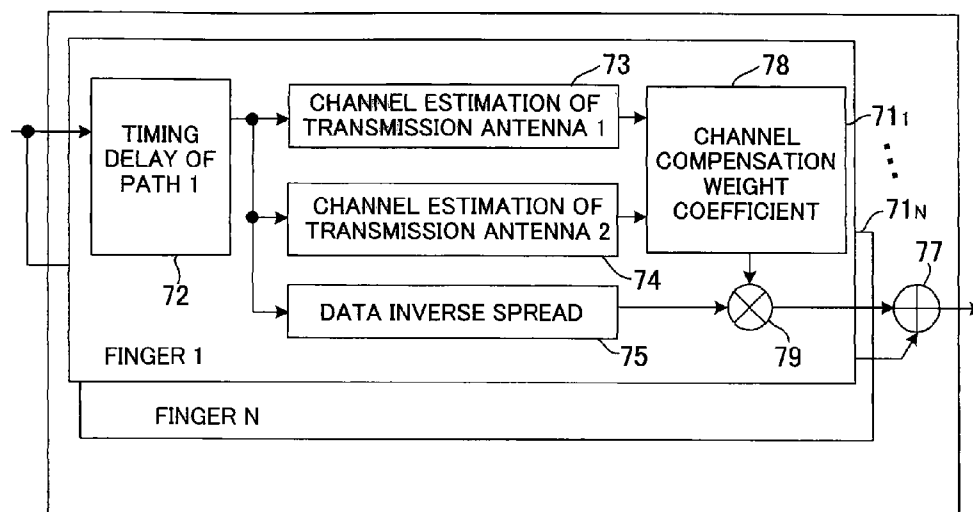 73
78
TIMING
DELAY OF
PATH 1
CHANNEL ESTIMATION OF
TRANSMISSION ANTENNA 1
CHANNEL
COMPENSATION
WEIGHT
COEFFICIENT
71₁
71ₙ
CHANNEL ESTIMATION OF
TRANSMISSION ANTENNA 2
72
74
77
DATA INVERSE SPREAD
75
79
FINGER 1
FINGER N